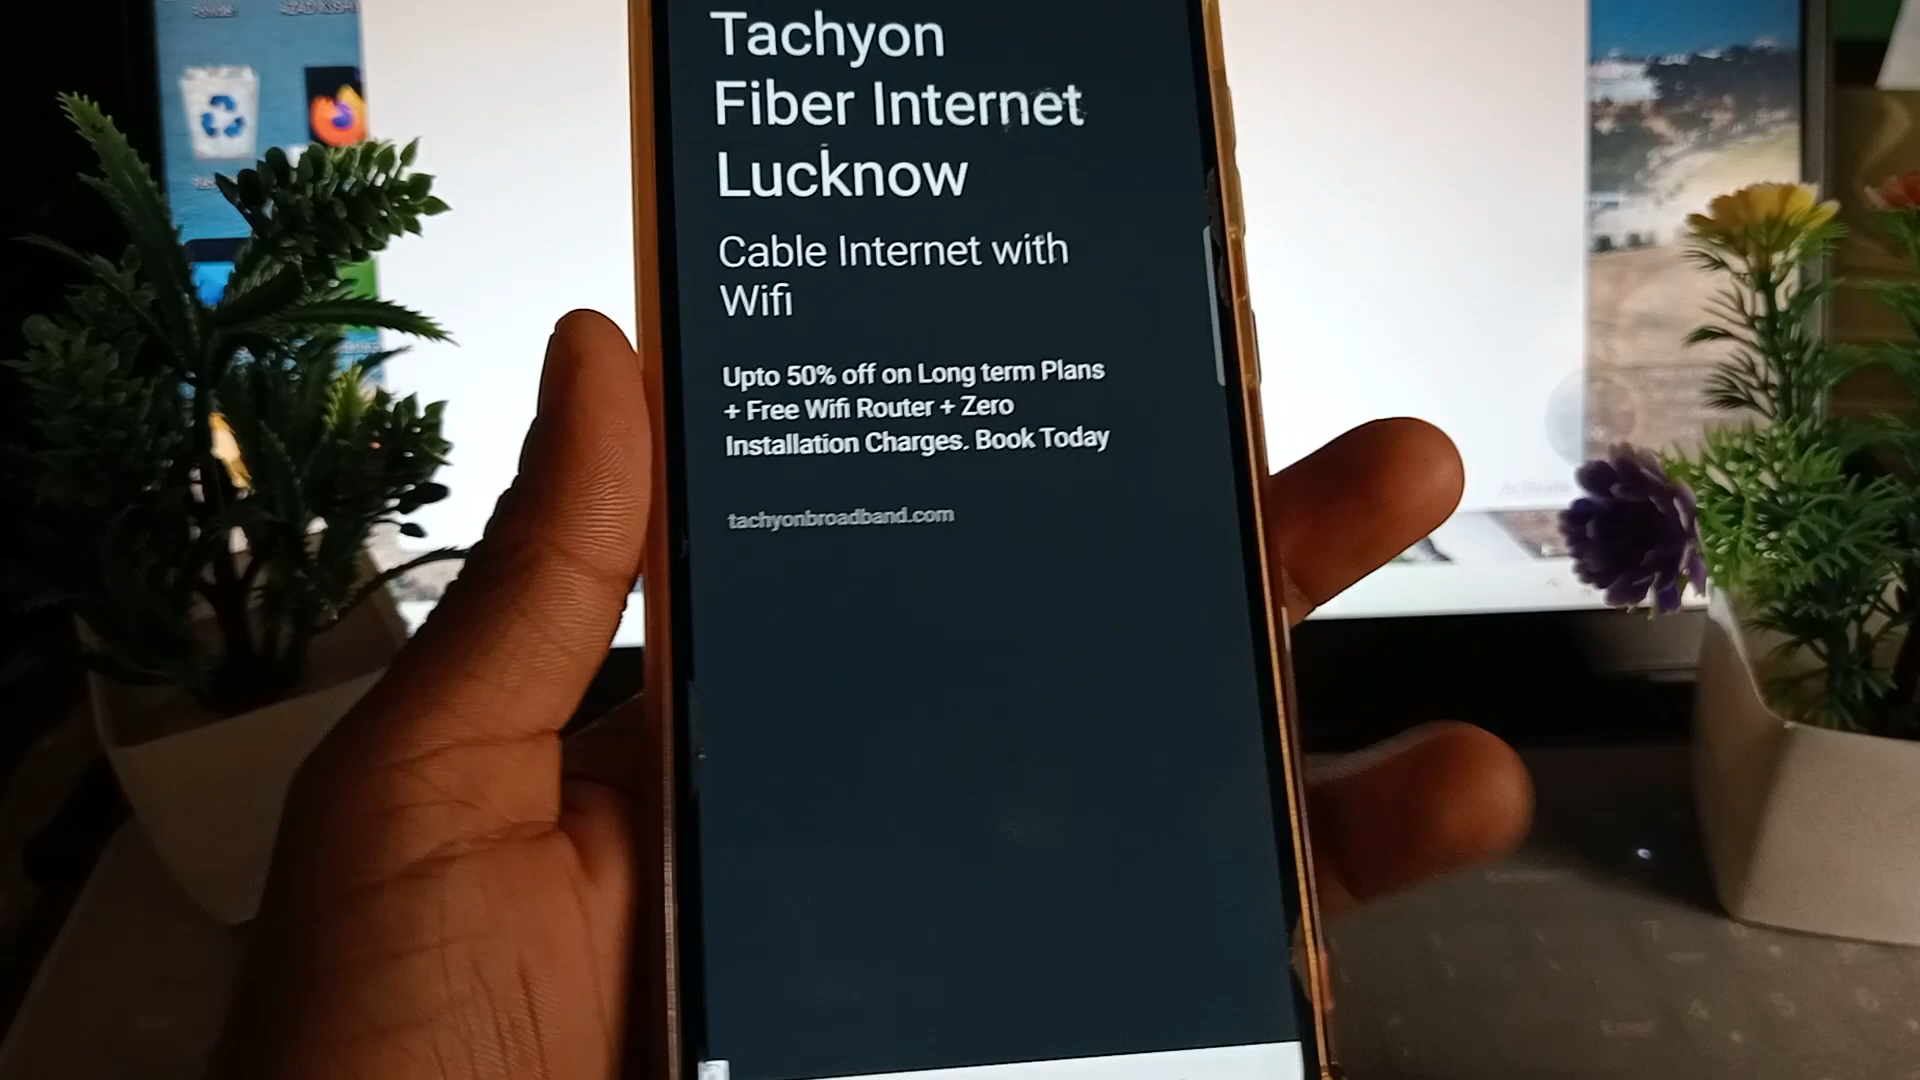 Tachyon
Fiber Internet
Lucknow
Cable Internet with
Wifi
Upto 50% off on Long term Plans
+ Free Wifi Router + Zero
Installation Charges. Book Today
tachyonbroadband.com